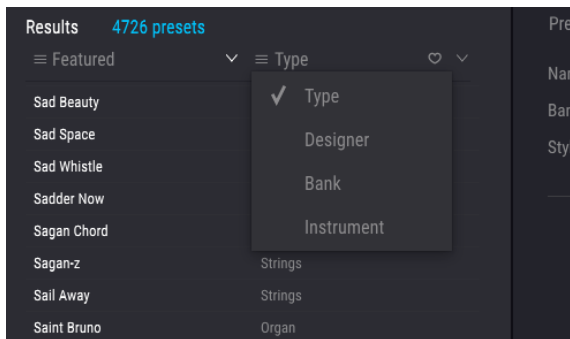 Results 4726 presets
Featured Type
Sad Beauty
Type
Sad Space
Designer
Sad Whistle
Bank
Sadder Now
Sagan Chord
Instrument
Sagan-z Strings
Sail Away Strings
Saint Bruno Organ
Pre
Nar
Bar
Sty